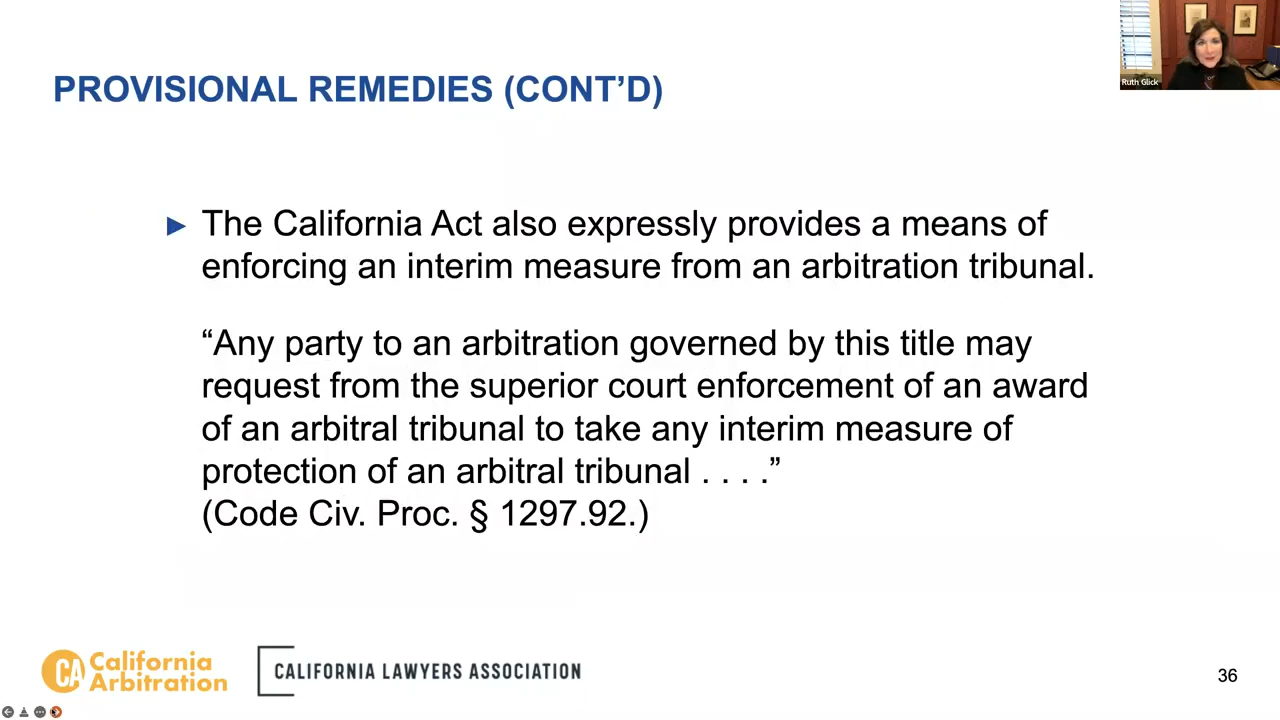 PROVISIONAL REMEDIES (CONT’D)
Ruth Glick
► The California Act also expressly provides a means of
enforcing an interim measure from an arbitration tribunal.
“Any party to an arbitration governed by this title may
request from the superior court enforcement of an award
of an arbitral tribunal to take any interim measure of
protection of an arbitral tribunal . . . .”
(Code Civ. Proc. § 1297.92.)
CA California
Arbitration
CALIFORNIA LAWYERS ASSOCIATION
36